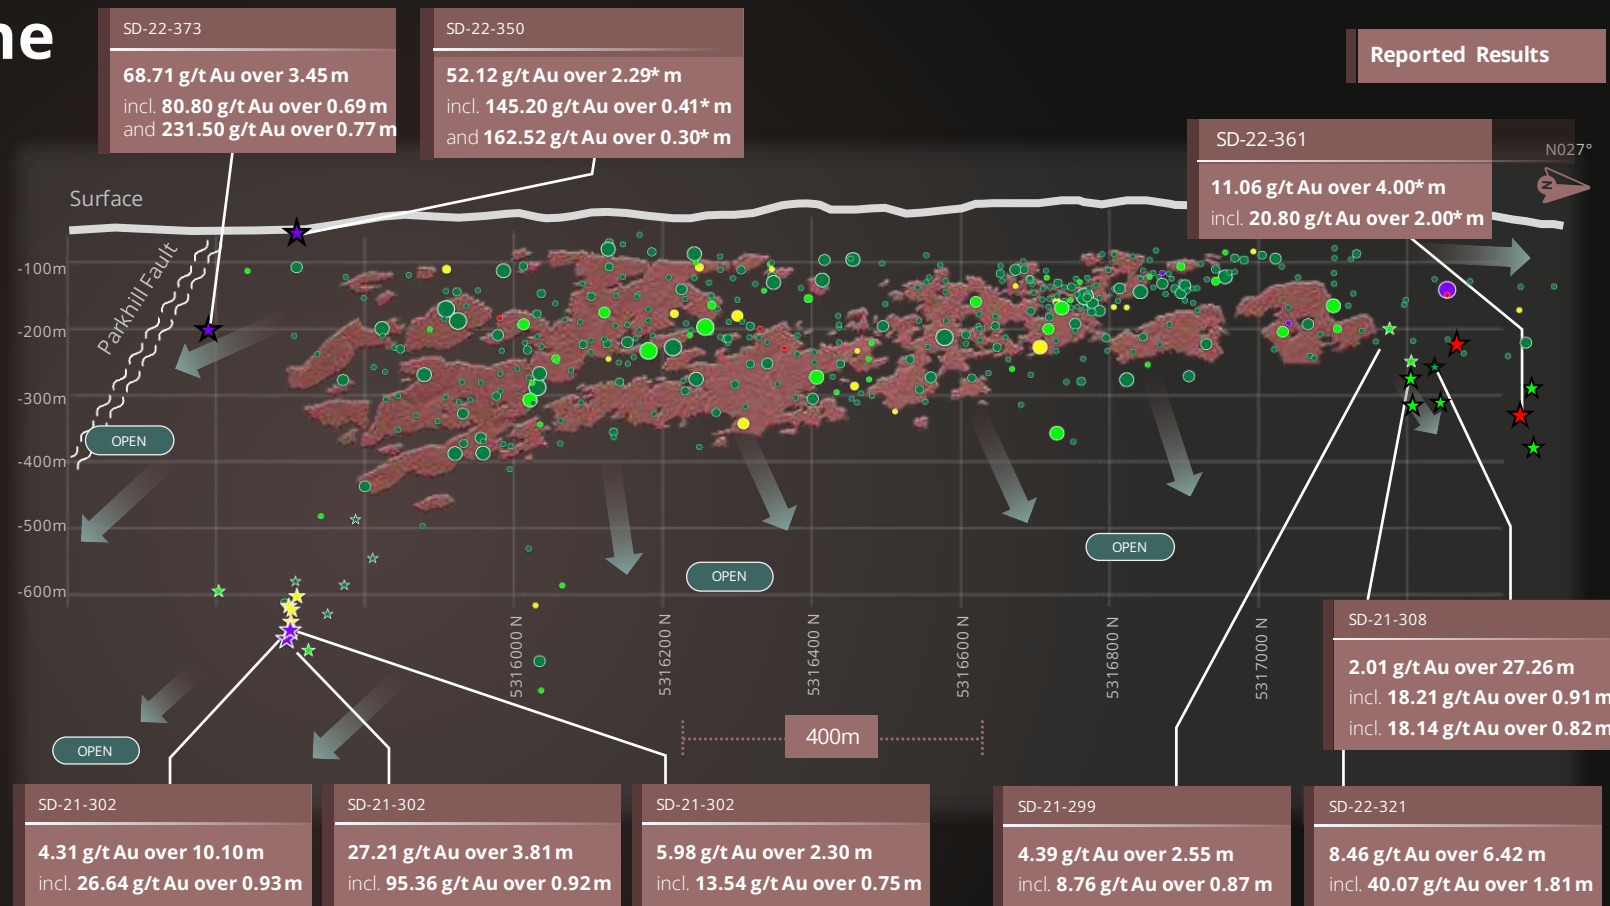 ne
SD-22-373
68.71 g/t Au over 3.45 m
incl. 80.80 g/t Au over 0.69 m
and 231.50 g/t Au over 0.77 m
SD-22-350
52.12 g/t Au over 2.29* m
incl. 145.20 g/t Au over 0.41* m
and 162.52 g/t Au over 0.30* m
Reported Results
SD-22-361
11.06 g/t Au over 4.00* m
incl. 20.80 g/t Au over 2.00* m
N027°
N
Surface
Parkhill Fault
-100m
-200m
-300m
-400m
-500m
-600m
OPEN
OPEN
OPEN
OPEN
5316000 N
5316200 N
5316400 N
5316600 N
5316800 N
5317000 N
400m
SD-21-308
2.01 g/t Au over 27.26 m
incl. 18.21 g/t Au over 0.91 m
incl. 18.14 g/t Au over 0.82 m
SD-21-302
4.31 g/t Au over 10.10 m
incl. 26.64 g/t Au over 0.93 m
SD-21-302
27.21 g/t Au over 3.81 m
incl. 95.36 g/t Au over 0.92 m
SD-21-302
5.98 g/t Au over 2.30 m
incl. 13.54 g/t Au over 0.75 m
SD-21-299
4.39 g/t Au over 2.55 m
incl. 8.76 g/t Au over 0.87 m
SD-22-321
8.46 g/t Au over 6.42 m
incl. 40.07 g/t Au over 1.81 m